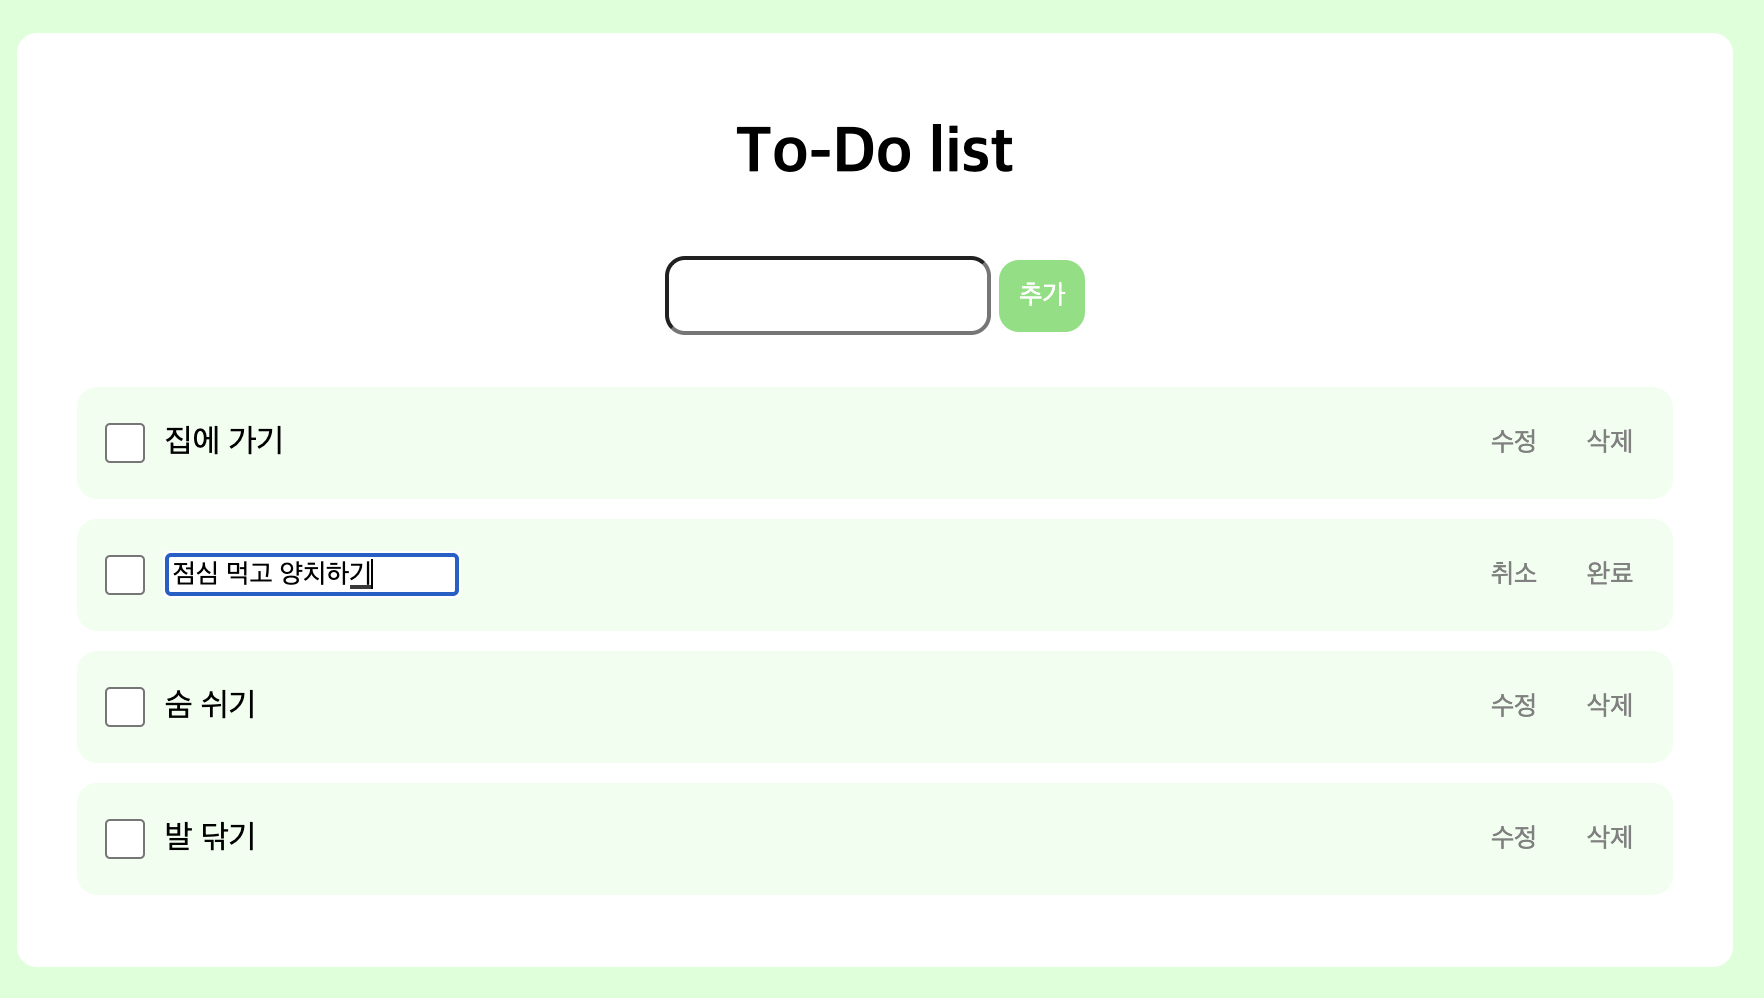 To-Do list
추가
집에 가기 수정 삭제
점심 먹고 양치하기 취소 완료
숨 쉬기 수정 삭제
발 닦기 수정 삭제